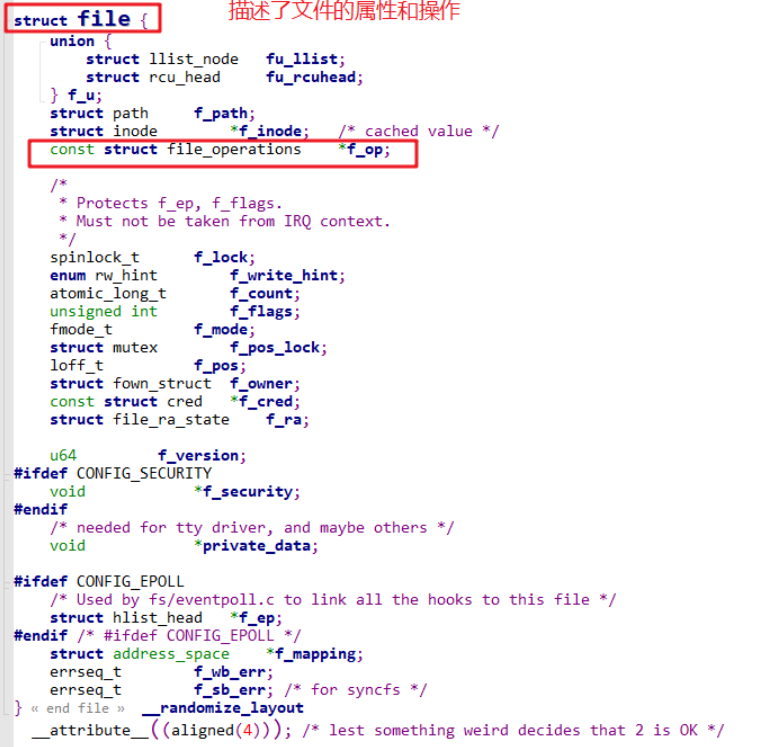 描述了文件的属性和操作
struct file {
union {
struct llist_node fu_llist;
struct rcu_head fu_rcuhead;
} f_u;
struct path f_path;
struct inode *f_inode; /* cached value */
const struct file_operations *f_op;
/*
* Protects f_ep, f_flags.
* Must not be taken from IRQ context.
*/
spinlock_t f_lock;
enum rw_hint f_write_hint;
atomic_long_t f_count;
unsigned int f_flags;
fmode_t f_mode;
struct mutex f_pos_lock;
loff_t f_pos;
struct fown_struct f_owner;
const struct cred *f_cred;
struct file_ra_state f_ra;
u64 f_version;
#ifdef CONFIG_SECURITY
void *f_security;
#endif
/* needed for tty driver, and maybe others */
void *private_data;
#ifdef CONFIG_EPOLL
/* Used by fs/eventpoll.c to link all the hooks to this file */
struct hlist_head *f_ep;
#endif /* #ifdef CONFIG_EPOLL */
struct address_space *f_mapping;
errseq_t f_wb_err;
errseq_t f_sb_err; /* for syncfs */
} « end file » __randomize_layout
__attribute__((aligned(4))); /* lest something weird decides that 2 is OK */